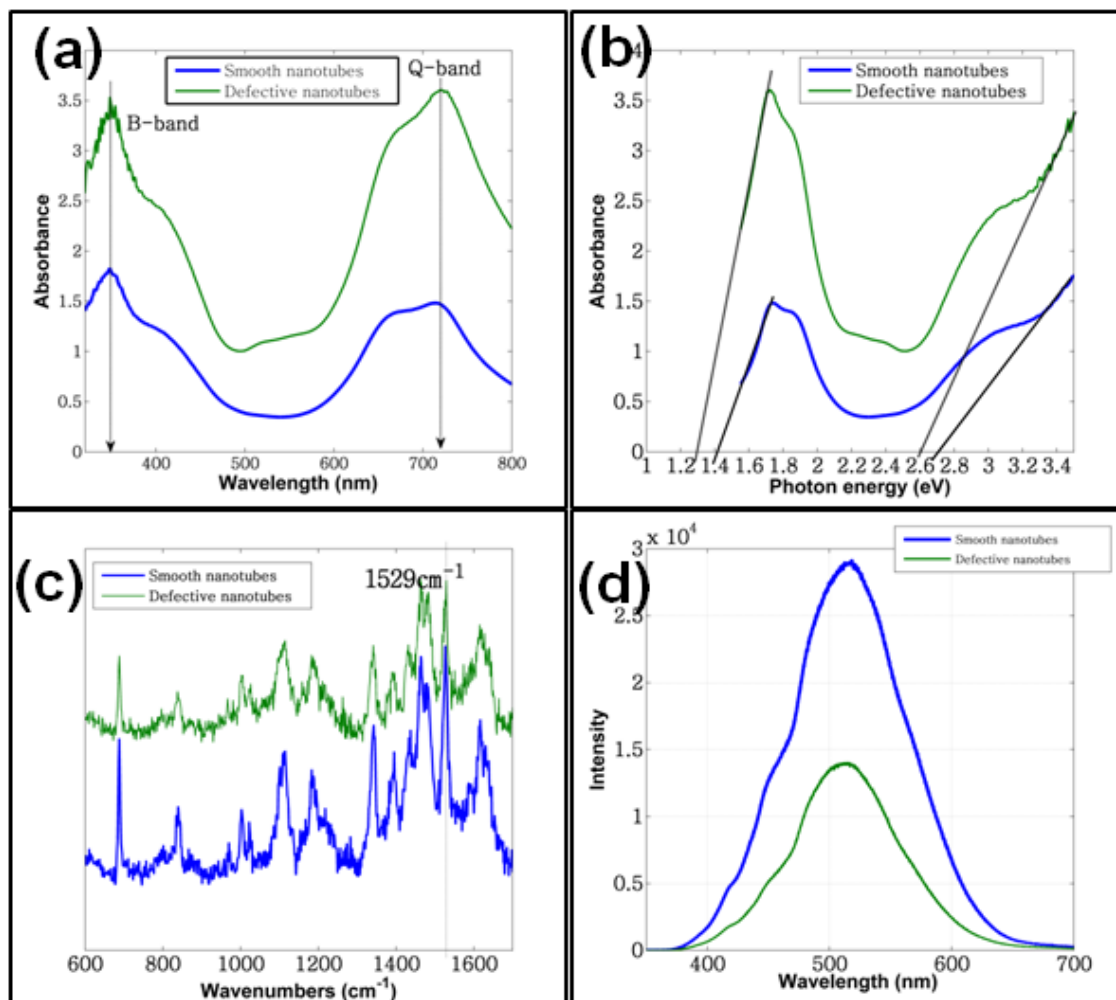 (a)
Smooth nanotubes
Defective nanotubes
Q-band
B-band
Absorbance
3.5
3
2.5
2
1.5
1
0.5
0
400 500 600 700 800
Wavelength (nm)
(b)
4
Smooth nanotubes
Defective nanotubes
Absorbance
3.5
3
2.5
2
1.5
1
0.5
0
1 1.2 1.4 1.6 1.8 2 2.2 2.4 2.6 2.8 3 3.2 3.4
Photon energy (eV)
(c)
Smooth nanotubes
Defective nanotubes
1529cm⁻¹
600 800 1000 1200 1400 1600
Wavenumbers (cm⁻¹)
(d)
3 x 10⁴
Smooth nanotubes
Defective nanotubes
Intensity
2.5
2
1.5
1
0.5
0
400 500 600 700
Wavelength (nm)